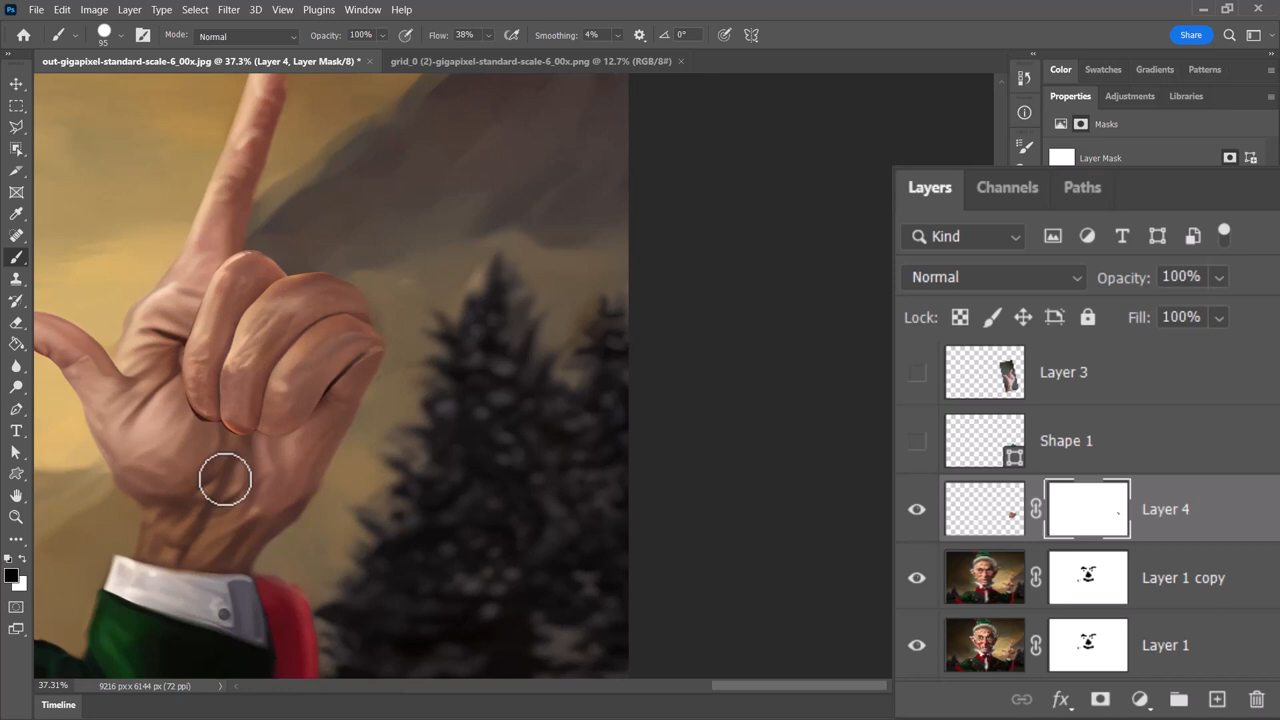 Ps File Edit Image Layer Type Select Filter 3D View Plugins Window Help
95 Mode: Normal Opacity: 100% Flow: 38% Smoothing: 4% 0° Share
out-gigapixel-standard-scale-6_00x.jpg @ 37.3% (Layer 4, Layer Mask/8) * × grid_0 (2)-gigapixel-standard-scale-6_00x.png @ 12.7% (RGB/8#) ×
Color Swatches Gradients Patterns
Properties Adjustments Libraries
Masks
Layer Mask
Layers Channels Paths
Kind
Normal Opacity: 100%
Lock: Fill: 100%
Layer 3
Shape 1
Layer 4
Layer 1 copy
Layer 1
fx
37.31% 9216 px x 6144 px (72 ppi)
Timeline